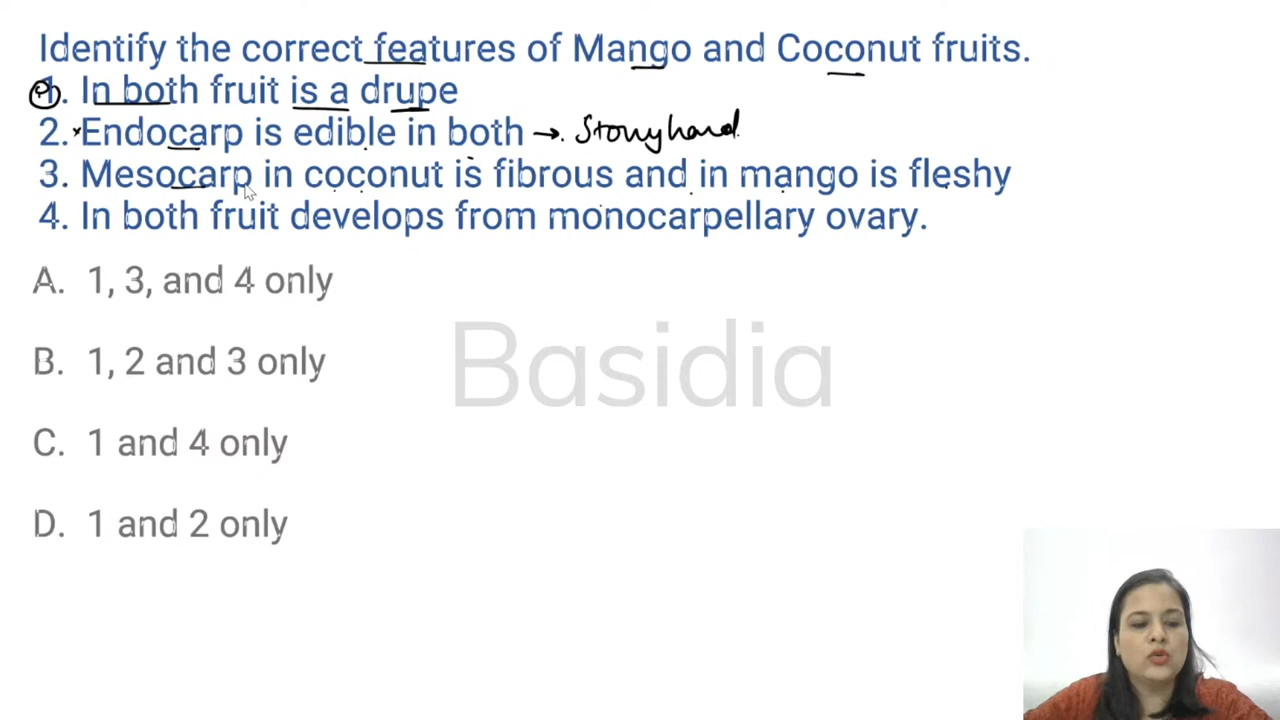 Identify the correct features of Mango and Coconut fruits.
1. In both fruit is a drupe
2. Endocarp is edible in both → Stony hard
3. Mesocarp in coconut is fibrous and in mango is fleshy
4. In both fruit develops from monocarpellary ovary.
A. 1, 3, and 4 only
B. 1, 2 and 3 only
C. 1 and 4 only
D. 1 and 2 only
Basidia